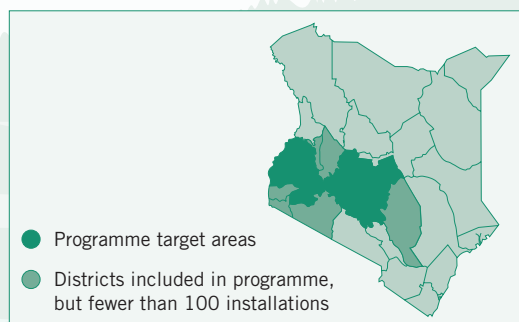 Programme target areas
Districts included in programme,
but fewer than 100 installations